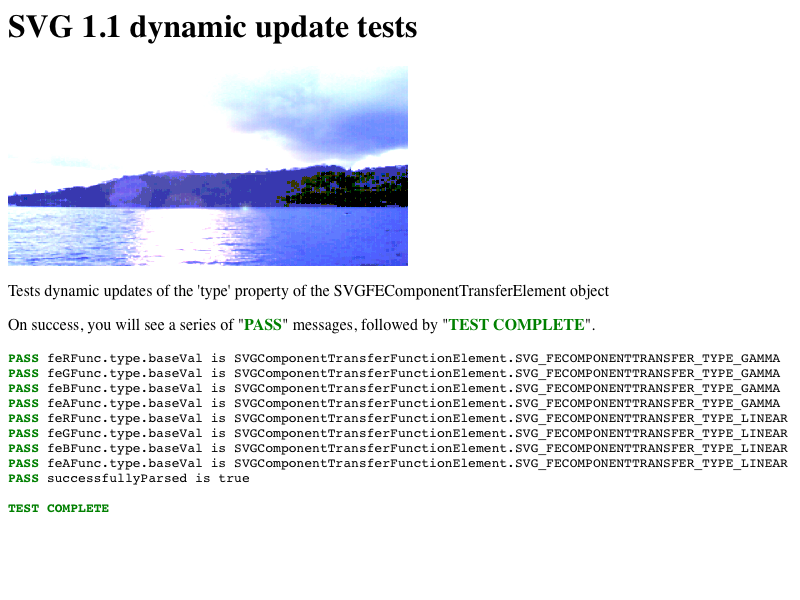 SVG 1.1 dynamic update tests
Tests dynamic updates of the 'type' property of the SVGFEComponentTransferElement object
On success, you will see a series of "PASS" messages, followed by "TEST COMPLETE".
PASS feRFunc.type.baseVal is SVGComponentTransferFunctionElement.SVG_FECOMPONENTTRANSFER_TYPE_GAMMA
PASS feGFunc.type.baseVal is SVGComponentTransferFunctionElement.SVG_FECOMPONENTTRANSFER_TYPE_GAMMA
PASS feBFunc.type.baseVal is SVGComponentTransferFunctionElement.SVG_FECOMPONENTTRANSFER_TYPE_GAMMA
PASS feAFunc.type.baseVal is SVGComponentTransferFunctionElement.SVG_FECOMPONENTTRANSFER_TYPE_GAMMA
PASS feRFunc.type.baseVal is SVGComponentTransferFunctionElement.SVG_FECOMPONENTTRANSFER_TYPE_LINEAR
PASS feGFunc.type.baseVal is SVGComponentTransferFunctionElement.SVG_FECOMPONENTTRANSFER_TYPE_LINEAR
PASS feBFunc.type.baseVal is SVGComponentTransferFunctionElement.SVG_FECOMPONENTTRANSFER_TYPE_LINEAR
PASS feAFunc.type.baseVal is SVGComponentTransferFunctionElement.SVG_FECOMPONENTTRANSFER_TYPE_LINEAR
PASS successfullyParsed is true
TEST COMPLETE